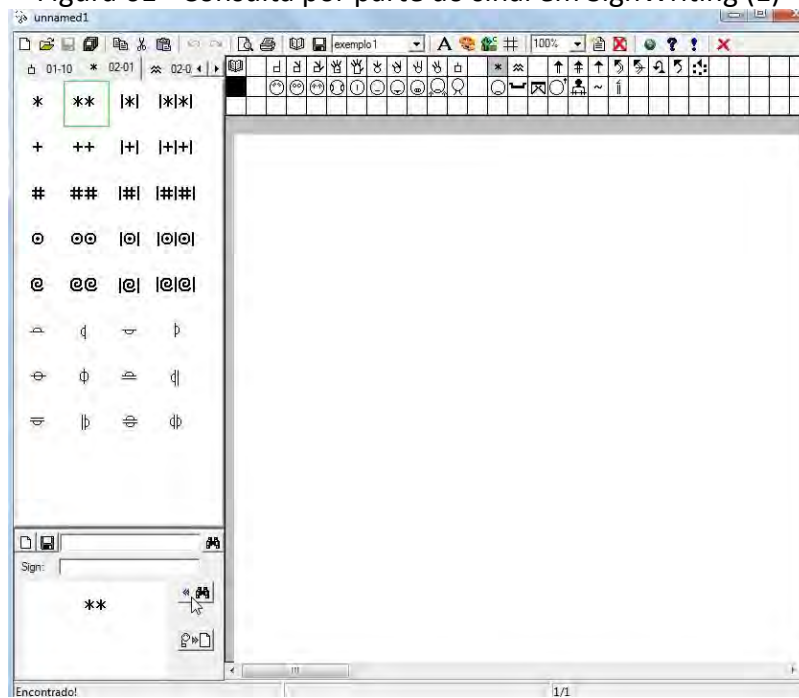 Figura 01 - Consulta por parte de sinal em SignWriting (1)
unnamed1
exemplo1 A 100% ? ! X
01-10 * 02-01 02-0
* ** |*| |*|*|
+ ++ |+| |+|+|
# ## |#| |#|#|
Sign:
**
Encontrado! 1/1